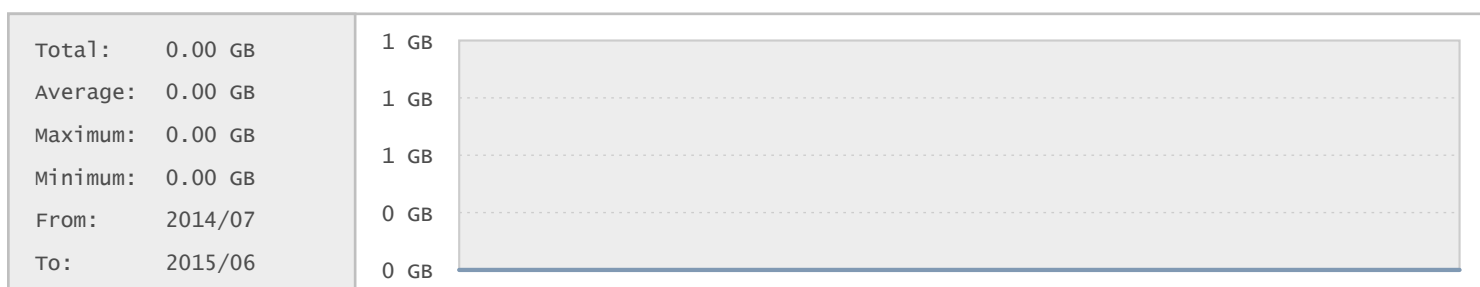 Total: 0.00 GB
Average: 0.00 GB
Maximum: 0.00 GB
Minimum: 0.00 GB
From: 2014/07
To: 2015/06
1 GB
1 GB
1 GB
0 GB
0 GB